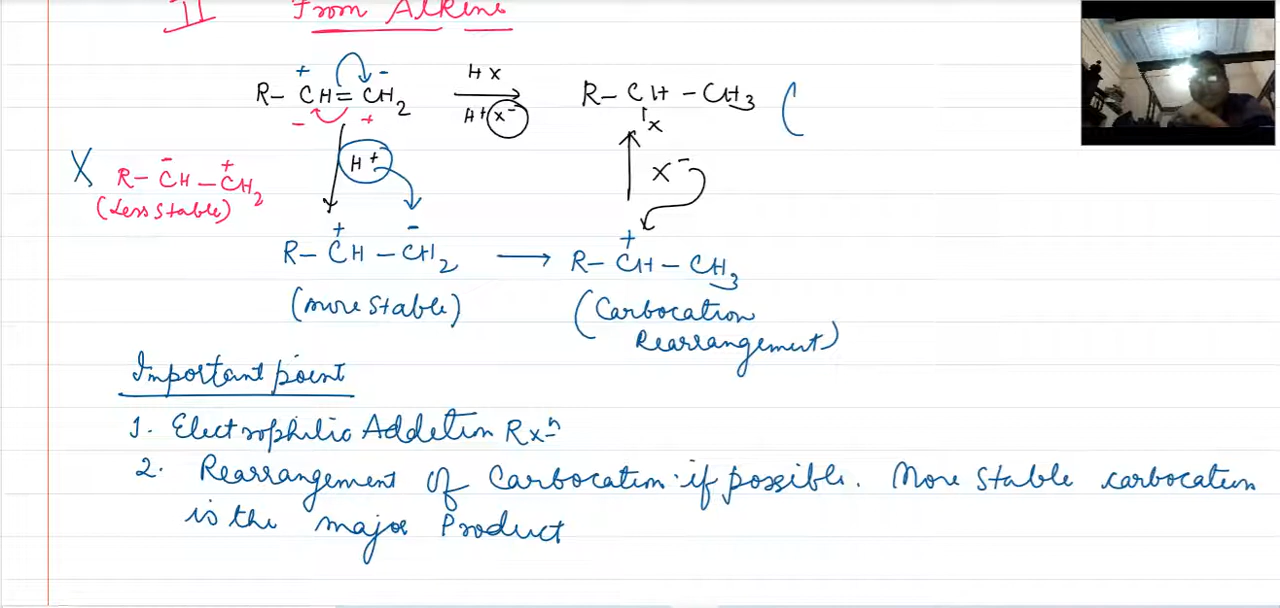 II From Alkene
+ -
R-CH=CH2 HX R-CH-CH3 (
- + H+ X- X
X R-CH-CH2 H+ X-
- +
(Less Stable)
+ - +
R-CH-CH2 → R-CH-CH3
(more Stable) (Carbocation
Rearrangement)
Important point
1. Electrophilic Addetion Rxn
2. Rearrangement of Carbocation if possible. More Stable carbocation
is the major Product